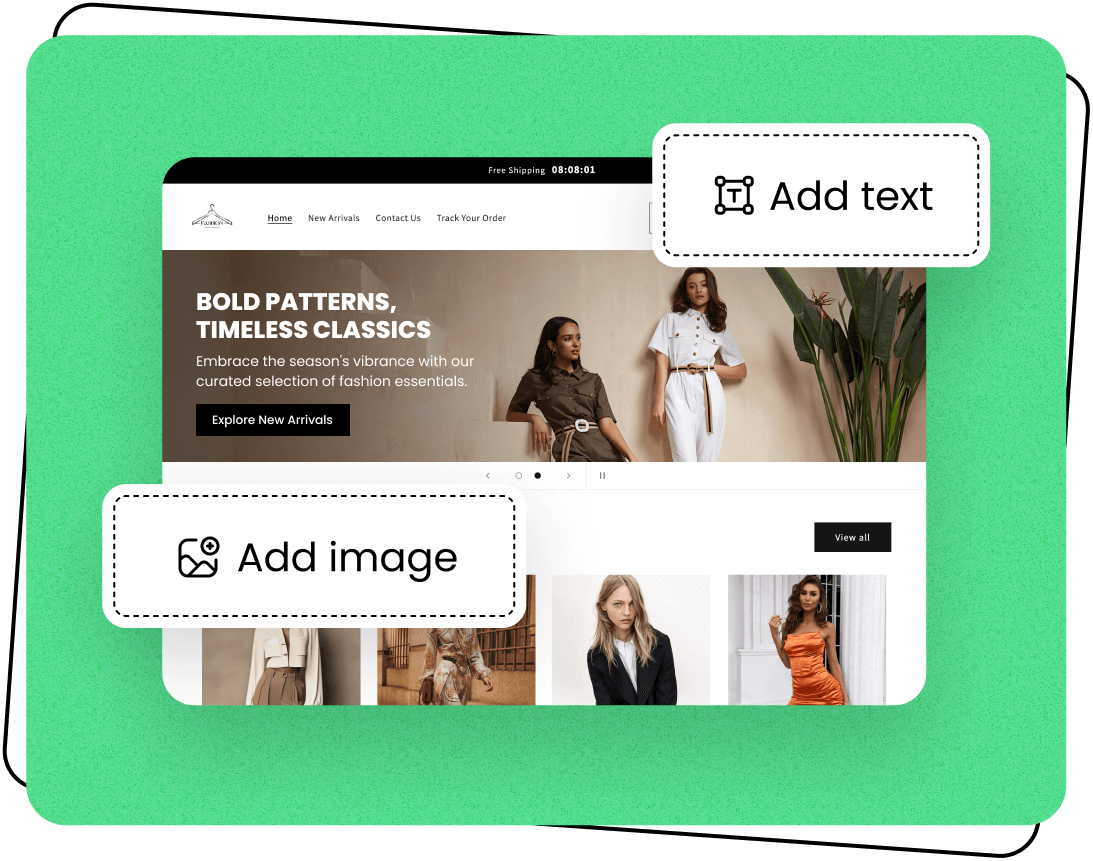 Free Shipping 08:08:01
Add text
FASHION
Home New Arrivals Contact Us Track Your Order
BOLD PATTERNS,
TIMELESS CLASSICS
Embrace the season's vibrance with our
curated selection of fashion essentials.
Explore New Arrivals
View all
Add image